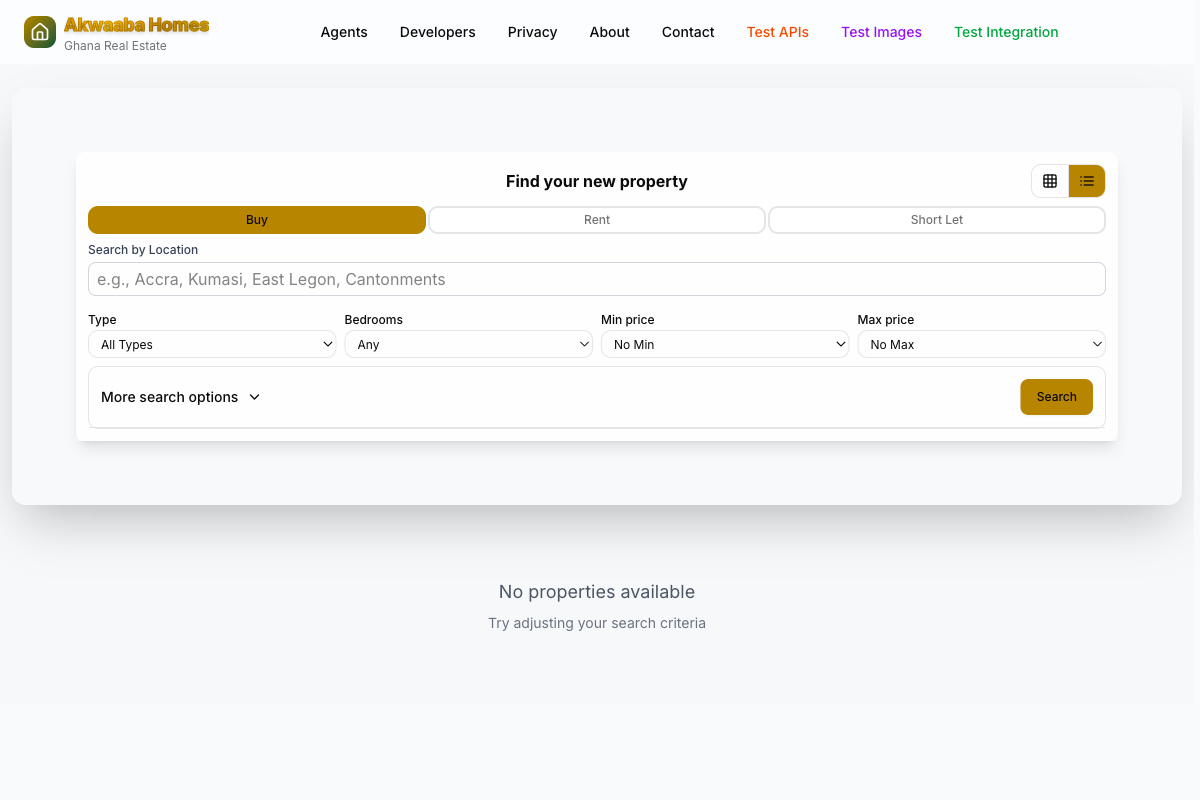 Akwaaba Homes
Ghana Real Estate
Agents Developers Privacy About Contact Test APIs Test Images Test Integration
Find your new property
Buy Rent Short Let
Search by Location
e.g., Accra, Kumasi, East Legon, Cantonments
Type Bedrooms Min price Max price
All Types Any No Min No Max
More search options Search
No properties available
Try adjusting your search criteria